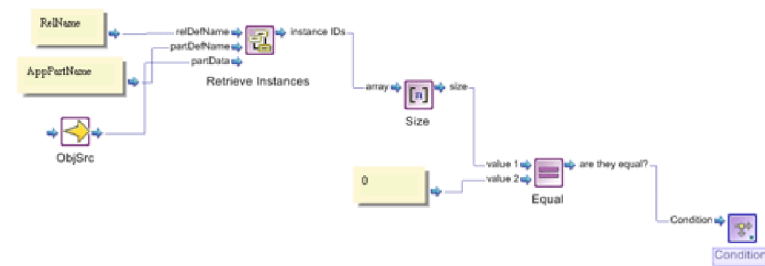 RelName
relDefName
instance IDs
partDefName
partData
AppPartName
Retrieve Instances
ObjSrc
array
[n]
size
Size
value 1
are they equal?
0
value 2
Equal
Condition
Condition